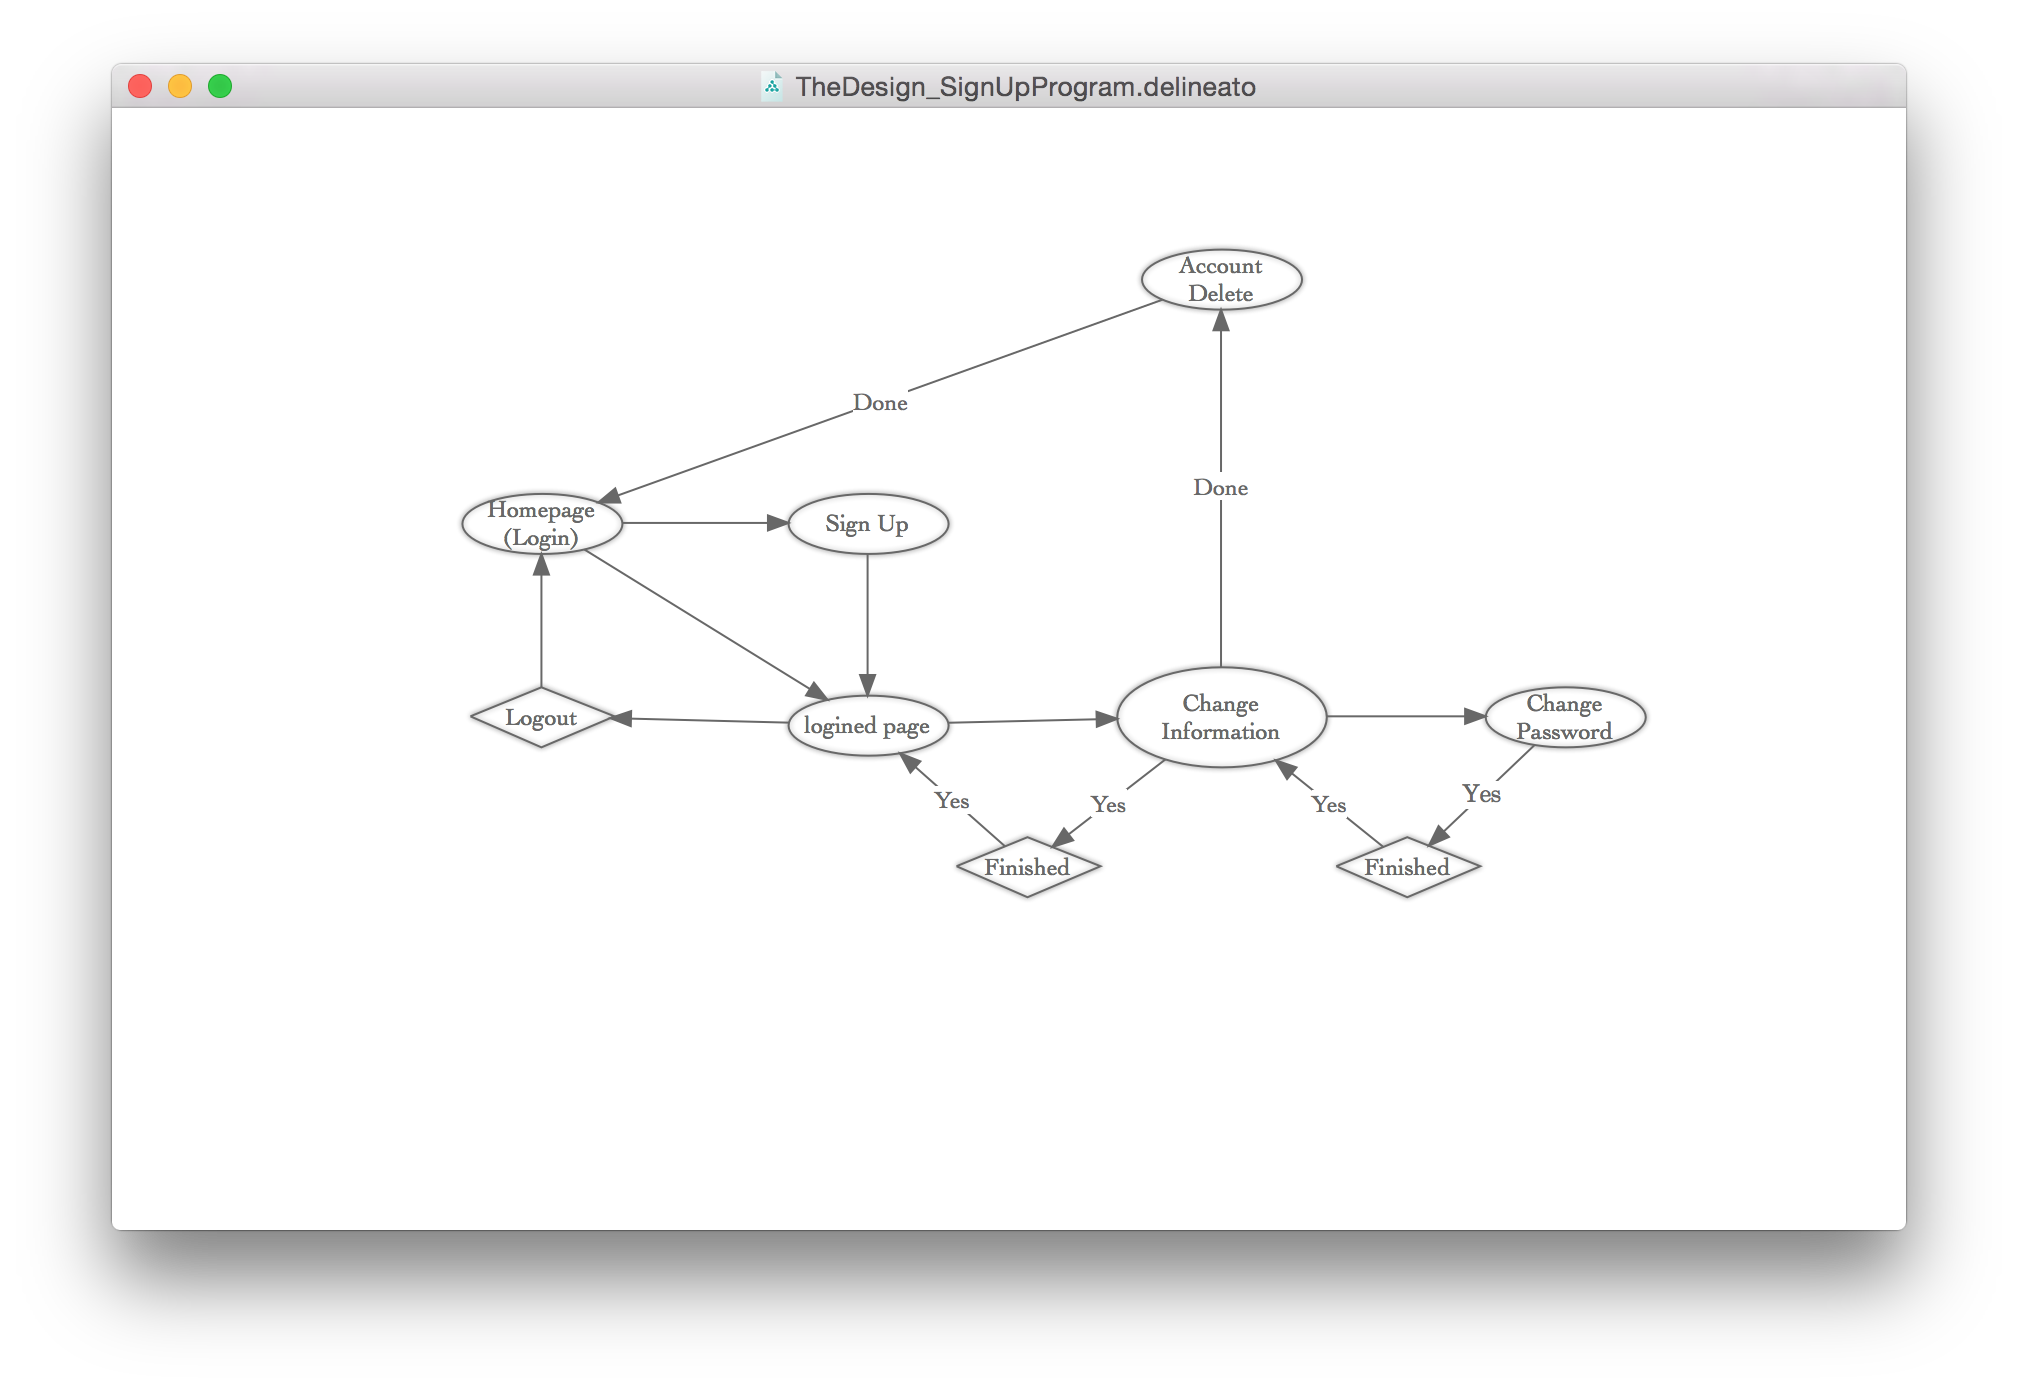 TheDesign_SignUpProgram.delineato
Account
Delete
Done
Done
Homepage
(Login)
Sign Up
Logout
logined page
Change
Information
Change
Password
Yes
Yes
Yes
Yes
Finished
Finished